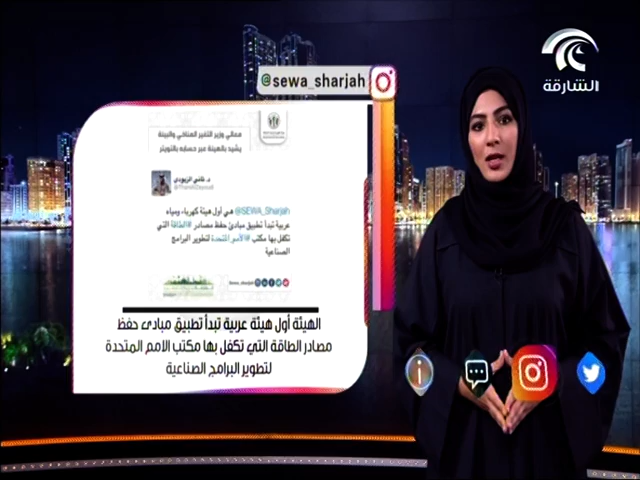 الشارقة
@sewa_sharjah
معالي وزير التغير المناخي والبيئة
يشيد بالهيئة عبر حسابه بالتويتر
د. ثاني الزيودي
@SEWA_Sharjah هي أول هيئة كهرباء ومياه
عربية تبدأ تطبيق مبادئ حفظ مصادر #الطاقة التي
تكفل بها مكتب #الأمم_المتحدة لتطوير البرامج
الصناعية
Sewa_sharjah
الهيئة أول هيئة عربية تبدأ تطبيق مبادئ حفظ
مصادر الطاقة التي تكفل بها مكتب الامم المتحدة
لتطوير البرامج الصناعية